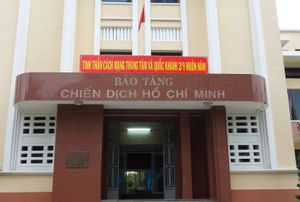 TINH THẦN CÁCH MẠNG THÁNG TÁM VÀ QUỐC KHÁNH 2/9 MUÔN NĂM
BẢO TÀNG
CHIẾN DỊCH HỒ CHÍ MINH